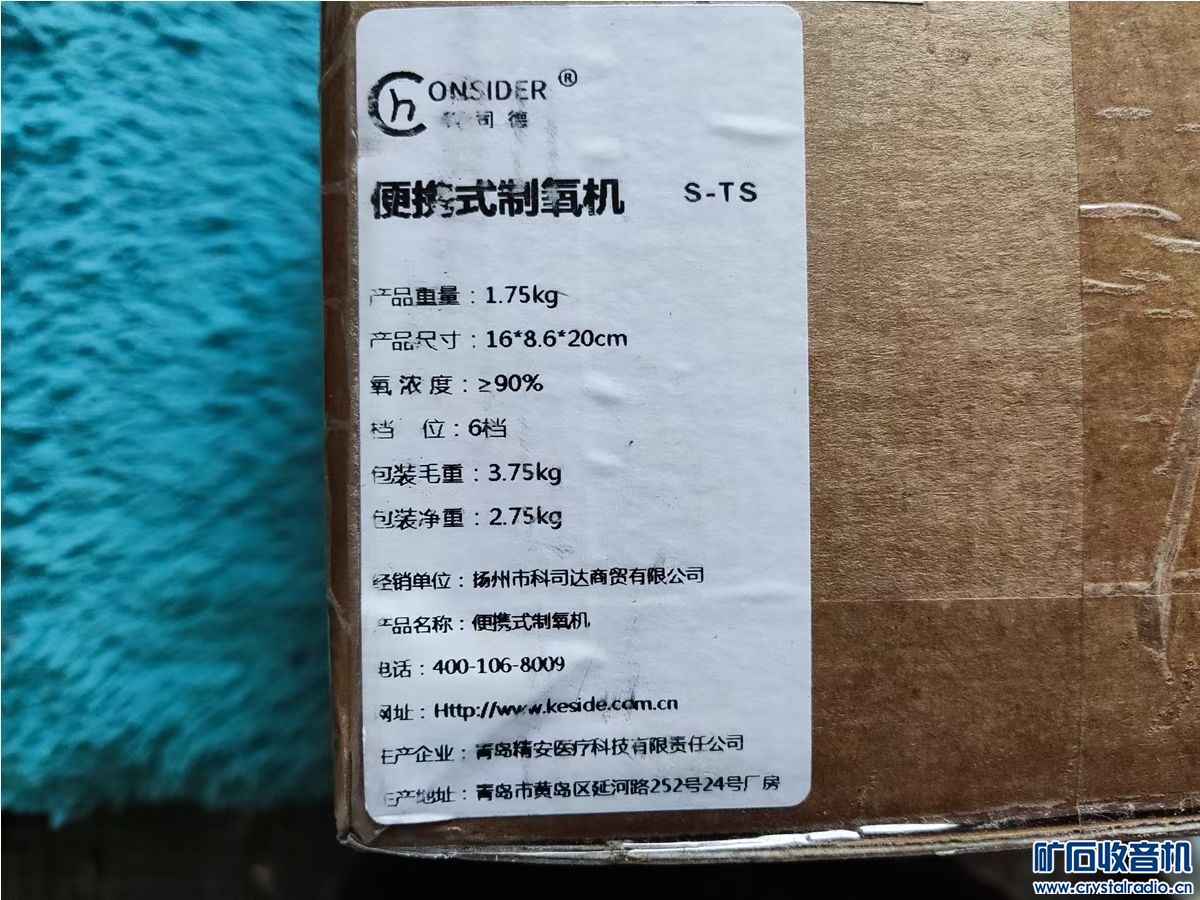 CONSIDER ®
司德
便携式制氧机 S-TS
产品重量：1.75kg
产品尺寸：16*8.6*20cm
氧浓度：≥90%
档 位：6档
包装毛重：3.75kg
包装净重：2.75kg
经销单位：扬州市科司达商贸有限公司
产品名称：便携式制氧机
电话：400-106-8009
网址：Http://www.keside.com.cn
生产企业：青岛精安医疗科技有限责任公司
生产地址：青岛市黄岛区延河路252号24号厂房
矿石收音机
www.crystalradio.cn